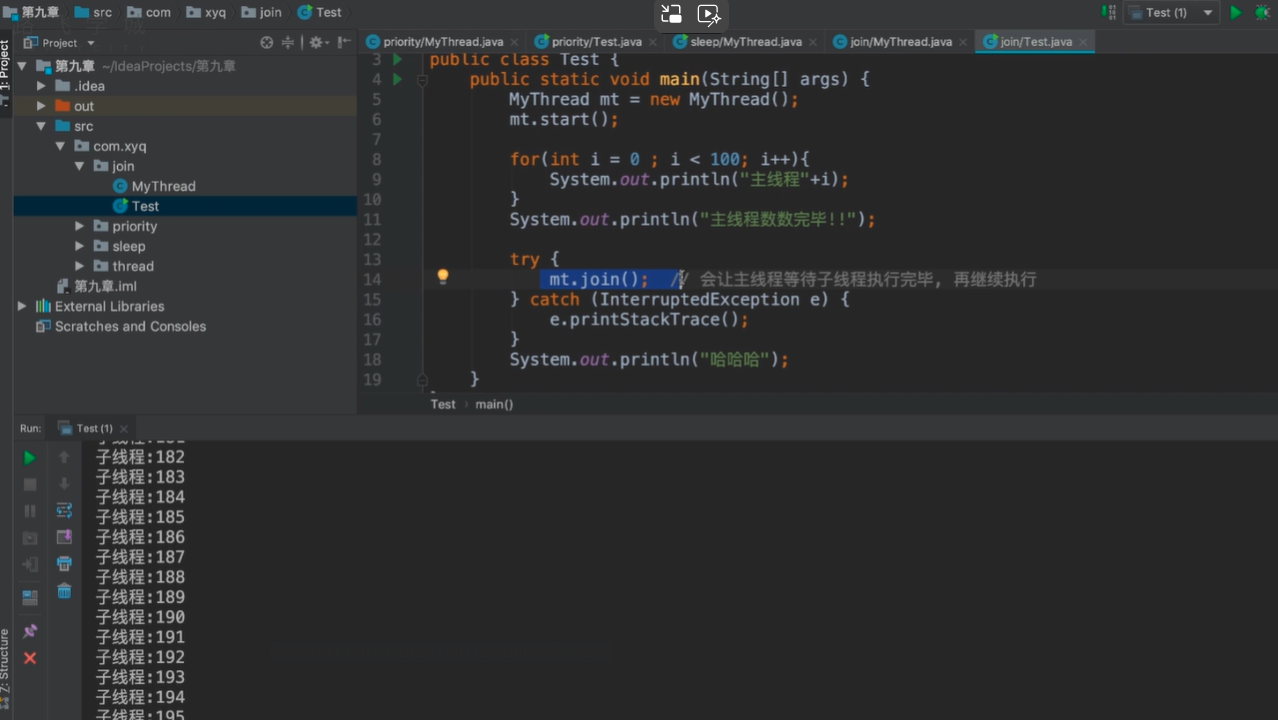 第九章 src com xyq join Test Test (1)
Project
priority/MyThread.java priority/Test.java sleep/MyThread.java join/MyThread.java join/Test.java
1: Project
第九章 ~/IdeaProjects/第九章
.idea
out
src
com.xyq
join
MyThread
Test
priority
sleep
thread
第九章.iml
External Libraries
Scratches and Consoles
3 public class Test {
4 public static void main(String[] args) {
5 MyThread mt = new MyThread();
6 mt.start();
7
8 for(int i = 0 ; i < 100; i++){
9 System.out.println("主线程"+i);
10 }
11 System.out.println("主线程数数完毕!!");
12
13 try {
14 mt.join(); // 会让主线程等待子线程执行完毕, 再继续执行
15 } catch (InterruptedException e) {
16 e.printStackTrace();
17 }
18 System.out.println("哈哈哈");
19 }
Test main()
Run: Test (1)
子线程:182
子线程:183
子线程:184
子线程:185
子线程:186
子线程:187
子线程:188
子线程:189
子线程:190
子线程:191
子线程:192
子线程:193
子线程:194
子线程:195
7: Structure